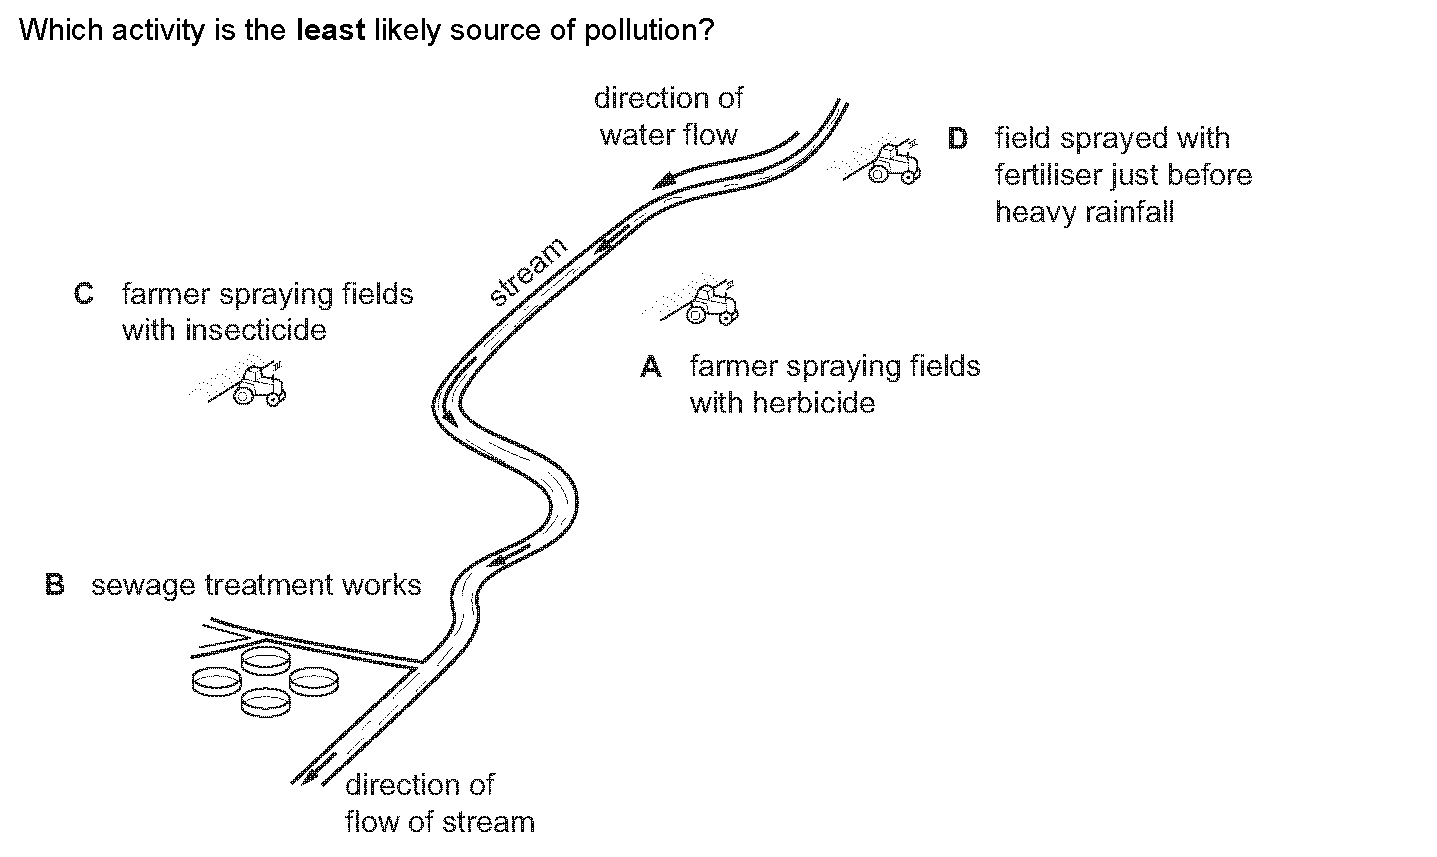 Which activity is the least likely source of pollution?
direction of
water flow
D field sprayed with
fertiliser just before
heavy rainfall
stream
C farmer spraying fields
with insecticide
A farmer spraying fields
with herbicide
B sewage treatment works
direction of
flow of stream